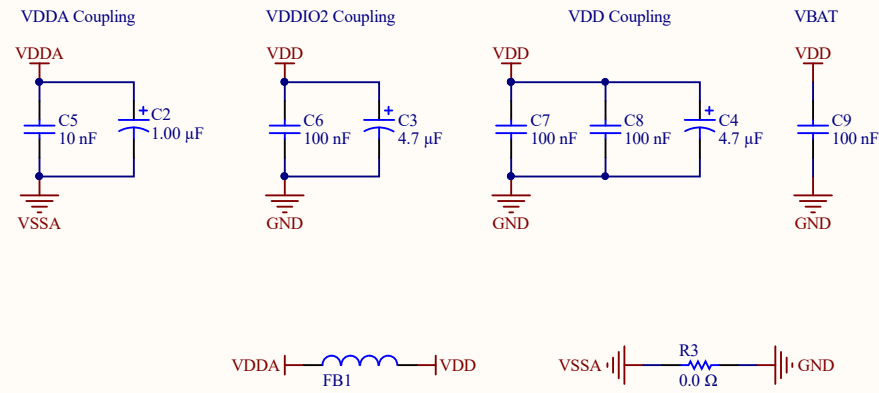 VDDA Coupling
VDDIO2 Coupling
VDD Coupling
VBAT
VDDA
VDD
VDD
VDD
C5
10 nF
+
C2
1.00 µF
C6
100 nF
+
C3
4.7 µF
C7
100 nF
C8
100 nF
+
C4
4.7 µF
C9
100 nF
VSSA
GND
GND
GND
VDDA
FB1
VDD
VSSA
R3
0.0 Ω
GND